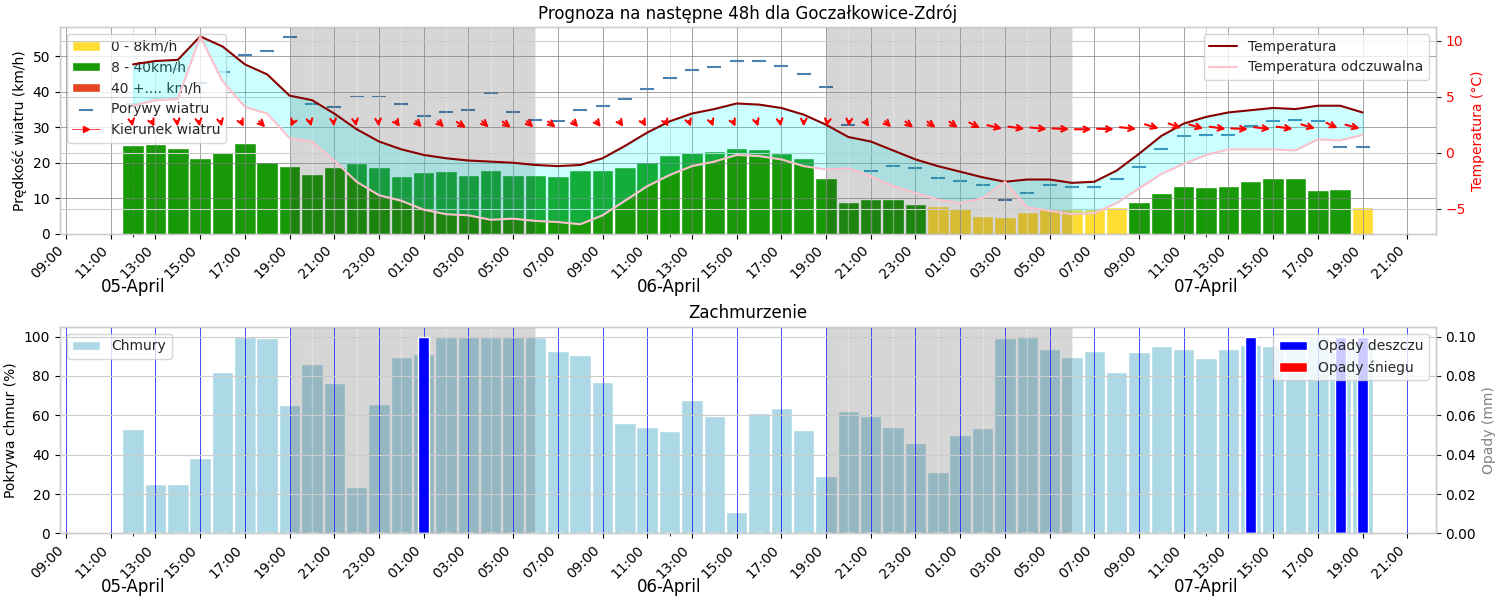 Prognoza na następne 48h dla Goczałkowice-Zdrój
Prędkość wiatru (km/h)
50
40
30
20
10
0
0 - 8km/h
8 - 40km/h
40 +.... km/h
Porywy wiatru
Kierunek wiatru
Temperatura
Temperatura odczuwalna
10
5
0
−5
Temperatura (°C)
09:00 11:00 13:00 15:00 17:00 19:00 21:00 23:00 01:00 03:00 05:00 07:00 09:00 11:00 13:00 15:00 17:00 19:00 21:00 23:00 01:00 03:00 05:00 07:00 09:00 11:00 13:00 15:00 17:00 19:00 21:00
05-April 06-April 07-April
Zachmurzenie
Pokrywa chmur (%)
100
80
60
40
20
0
Chmury
Opady deszczu
Opady śniegu
0.10
0.08
0.06
0.04
0.02
0.00
Opady (mm)
09:00 11:00 13:00 15:00 17:00 19:00 21:00 23:00 01:00 03:00 05:00 07:00 09:00 11:00 13:00 15:00 17:00 19:00 21:00 23:00 01:00 03:00 05:00 07:00 09:00 11:00 13:00 15:00 17:00 19:00 21:00
05-April 06-April 07-April